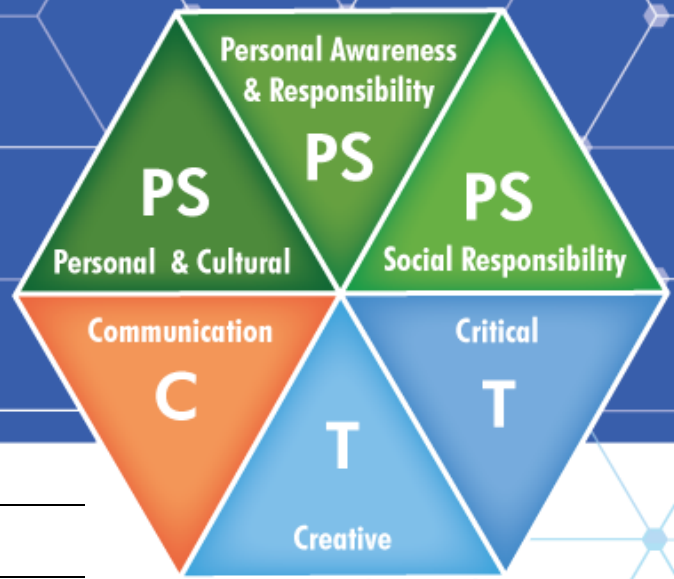 Personal Awareness
& Responsibility
PS
PS
Personal & Cultural
PS
Social Responsibility
Communication
C
T
Creative
Critical
T